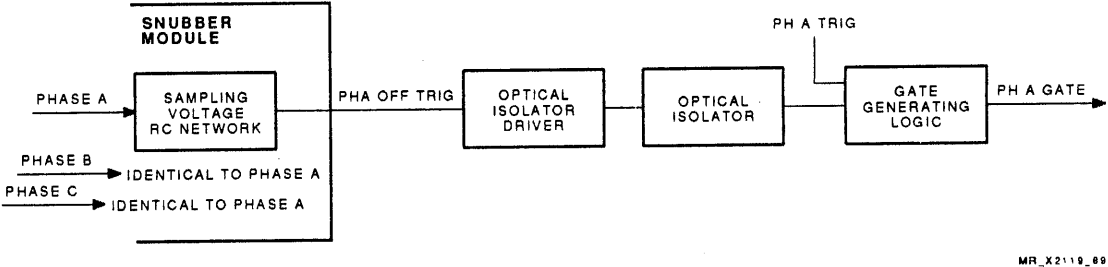 SNUBBER
MODULE
PH A TRIG
PHASE A
SAMPLING
VOLTAGE
RC NETWORK
PHA OFF TRIG
OPTICAL
ISOLATOR
DRIVER
OPTICAL
ISOLATOR
GATE
GENERATING
LOGIC
PH A GATE
PHASE B
IDENTICAL TO PHASE A
PHASE C
IDENTICAL TO PHASE A
MR_X2119_89